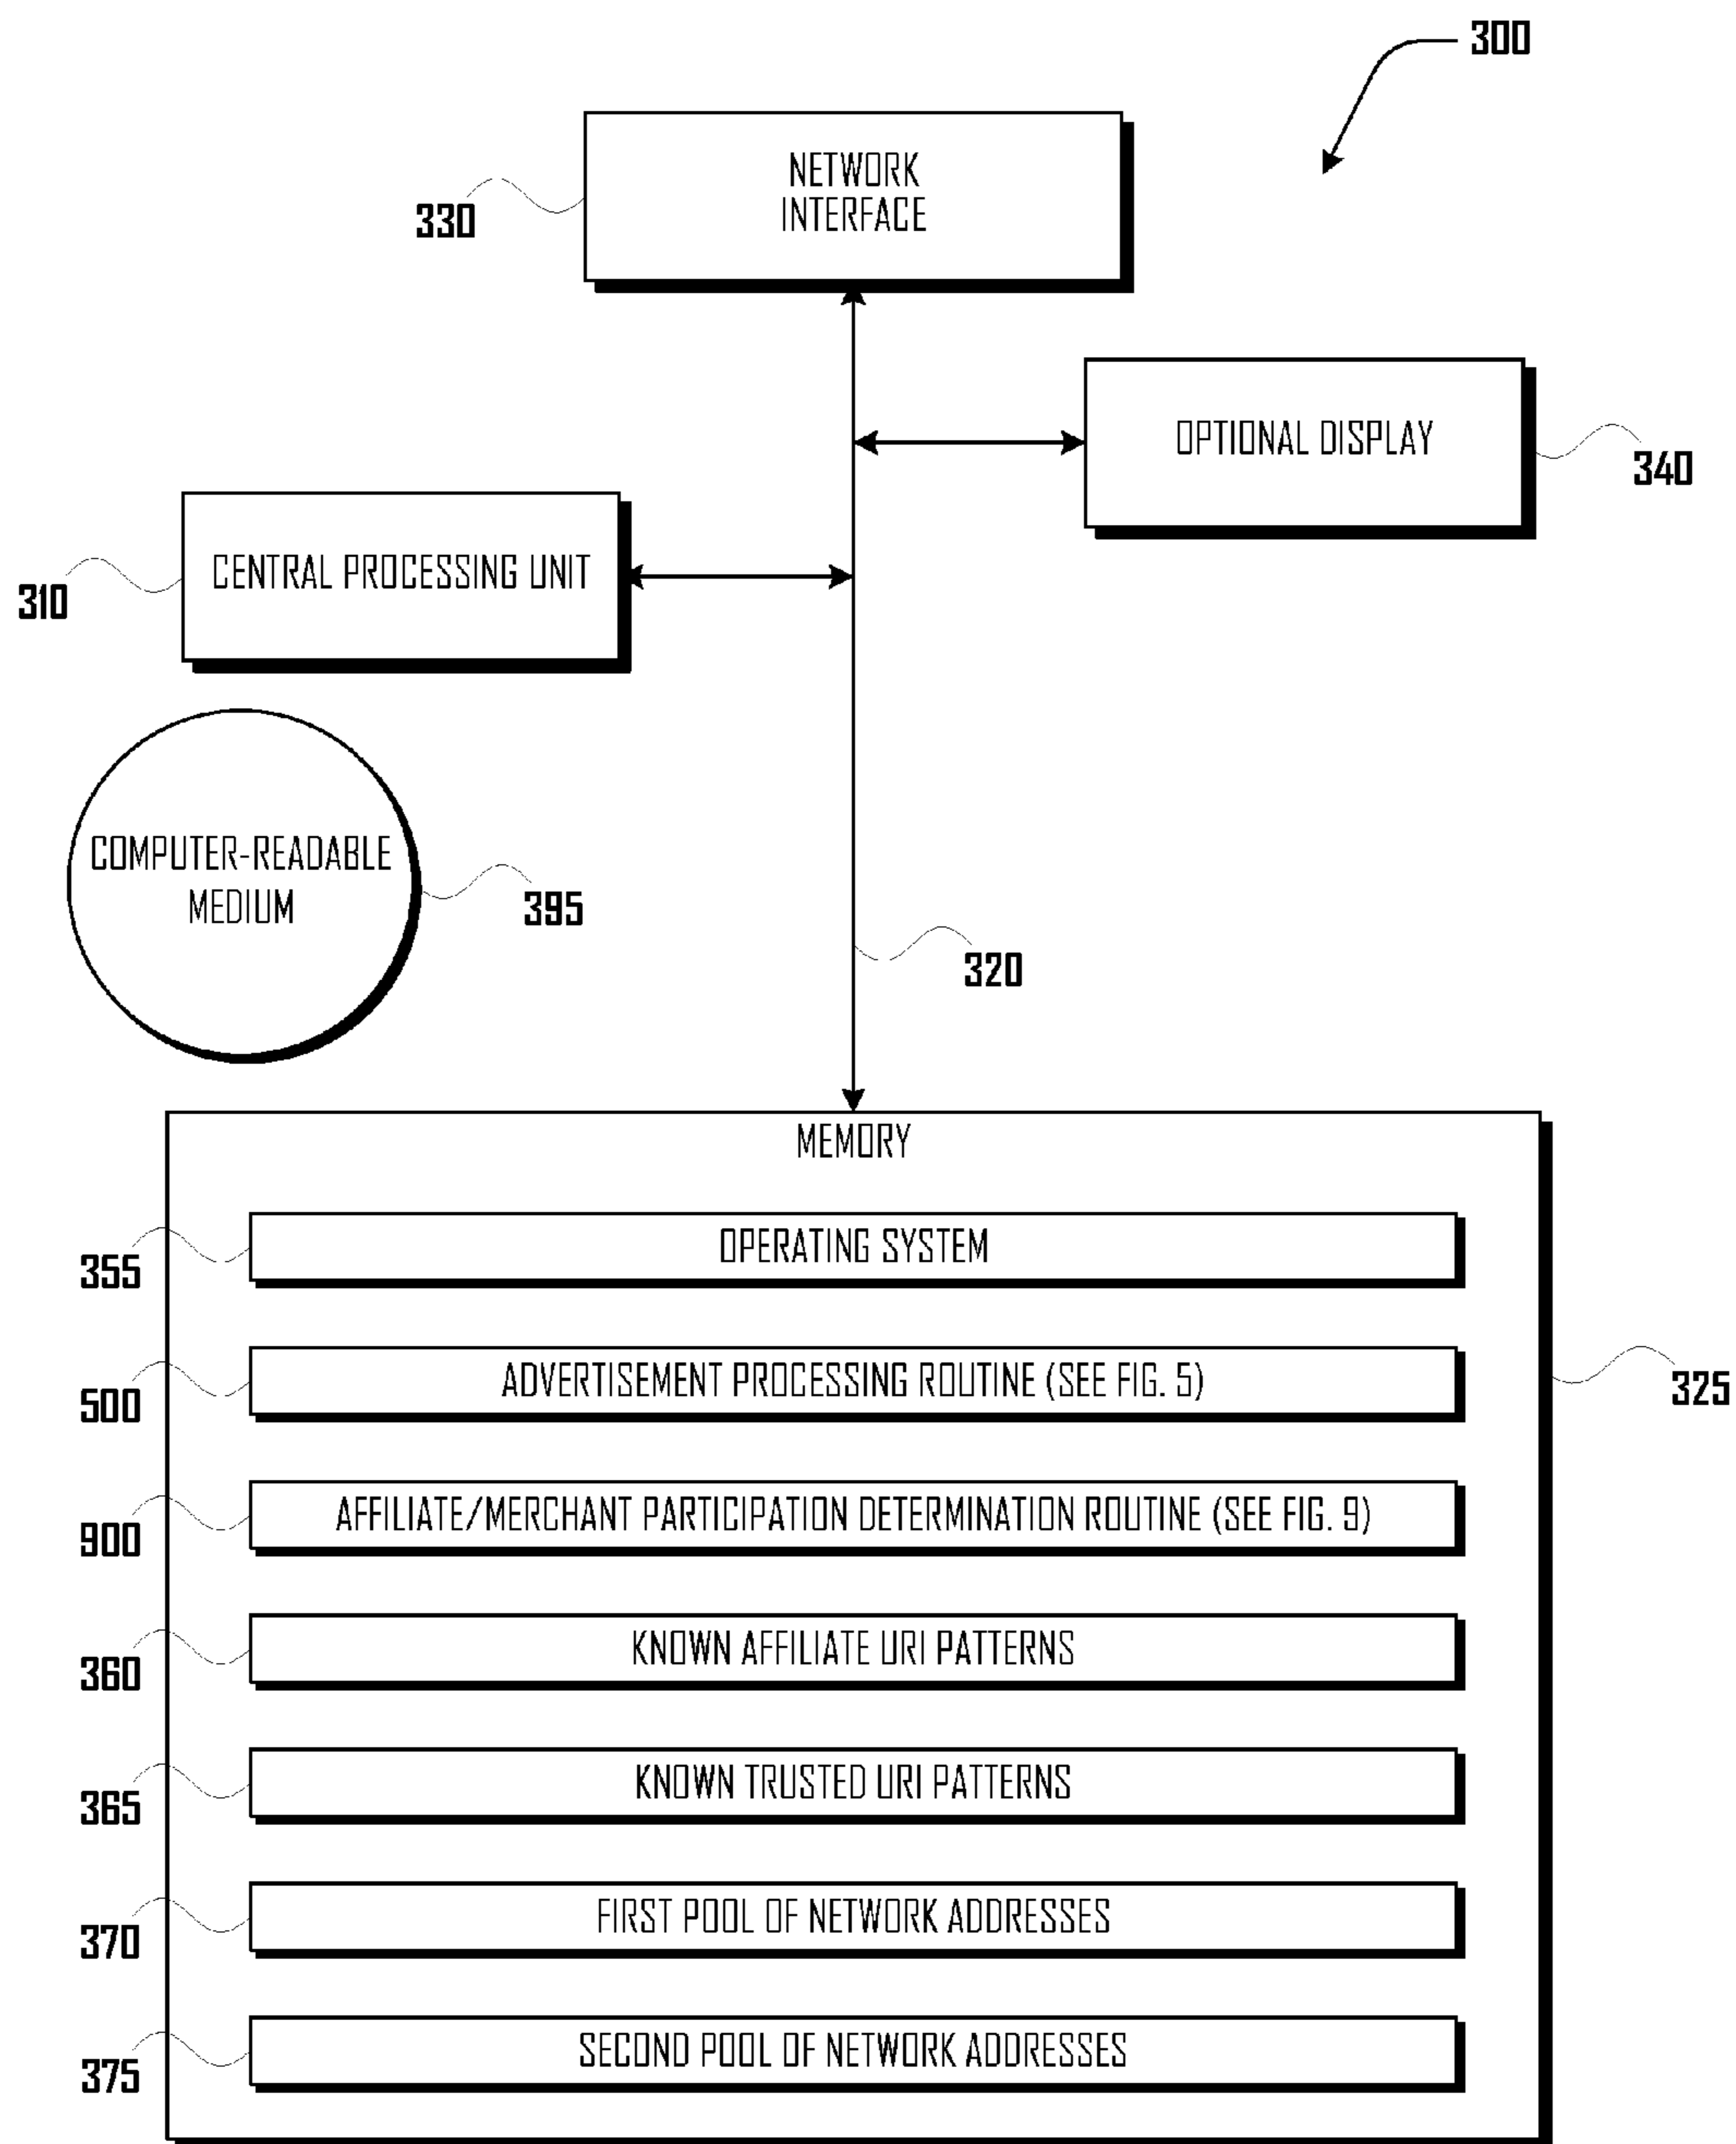 300
NETWORK
INTERFACE
330
OPTIONAL DISPLAY
340
CENTRAL PROCESSING UNIT
310
COMPUTER-READABLE
MEDIUM
395
320
MEMORY
OPERATING SYSTEM
355
ADVERTISEMENT PROCESSING ROUTINE (SEE FIG. 5)
500
325
AFFILIATE/MERCHANT PARTICIPATION DETERMINATION ROUTINE (SEE FIG. 9)
900
KNOWN AFFILIATE URI PATTERNS
360
KNOWN TRUSTED URI PATTERNS
365
FIRST POOL OF NETWORK ADDRESSES
370
SECOND POOL OF NETWORK ADDRESSES
375